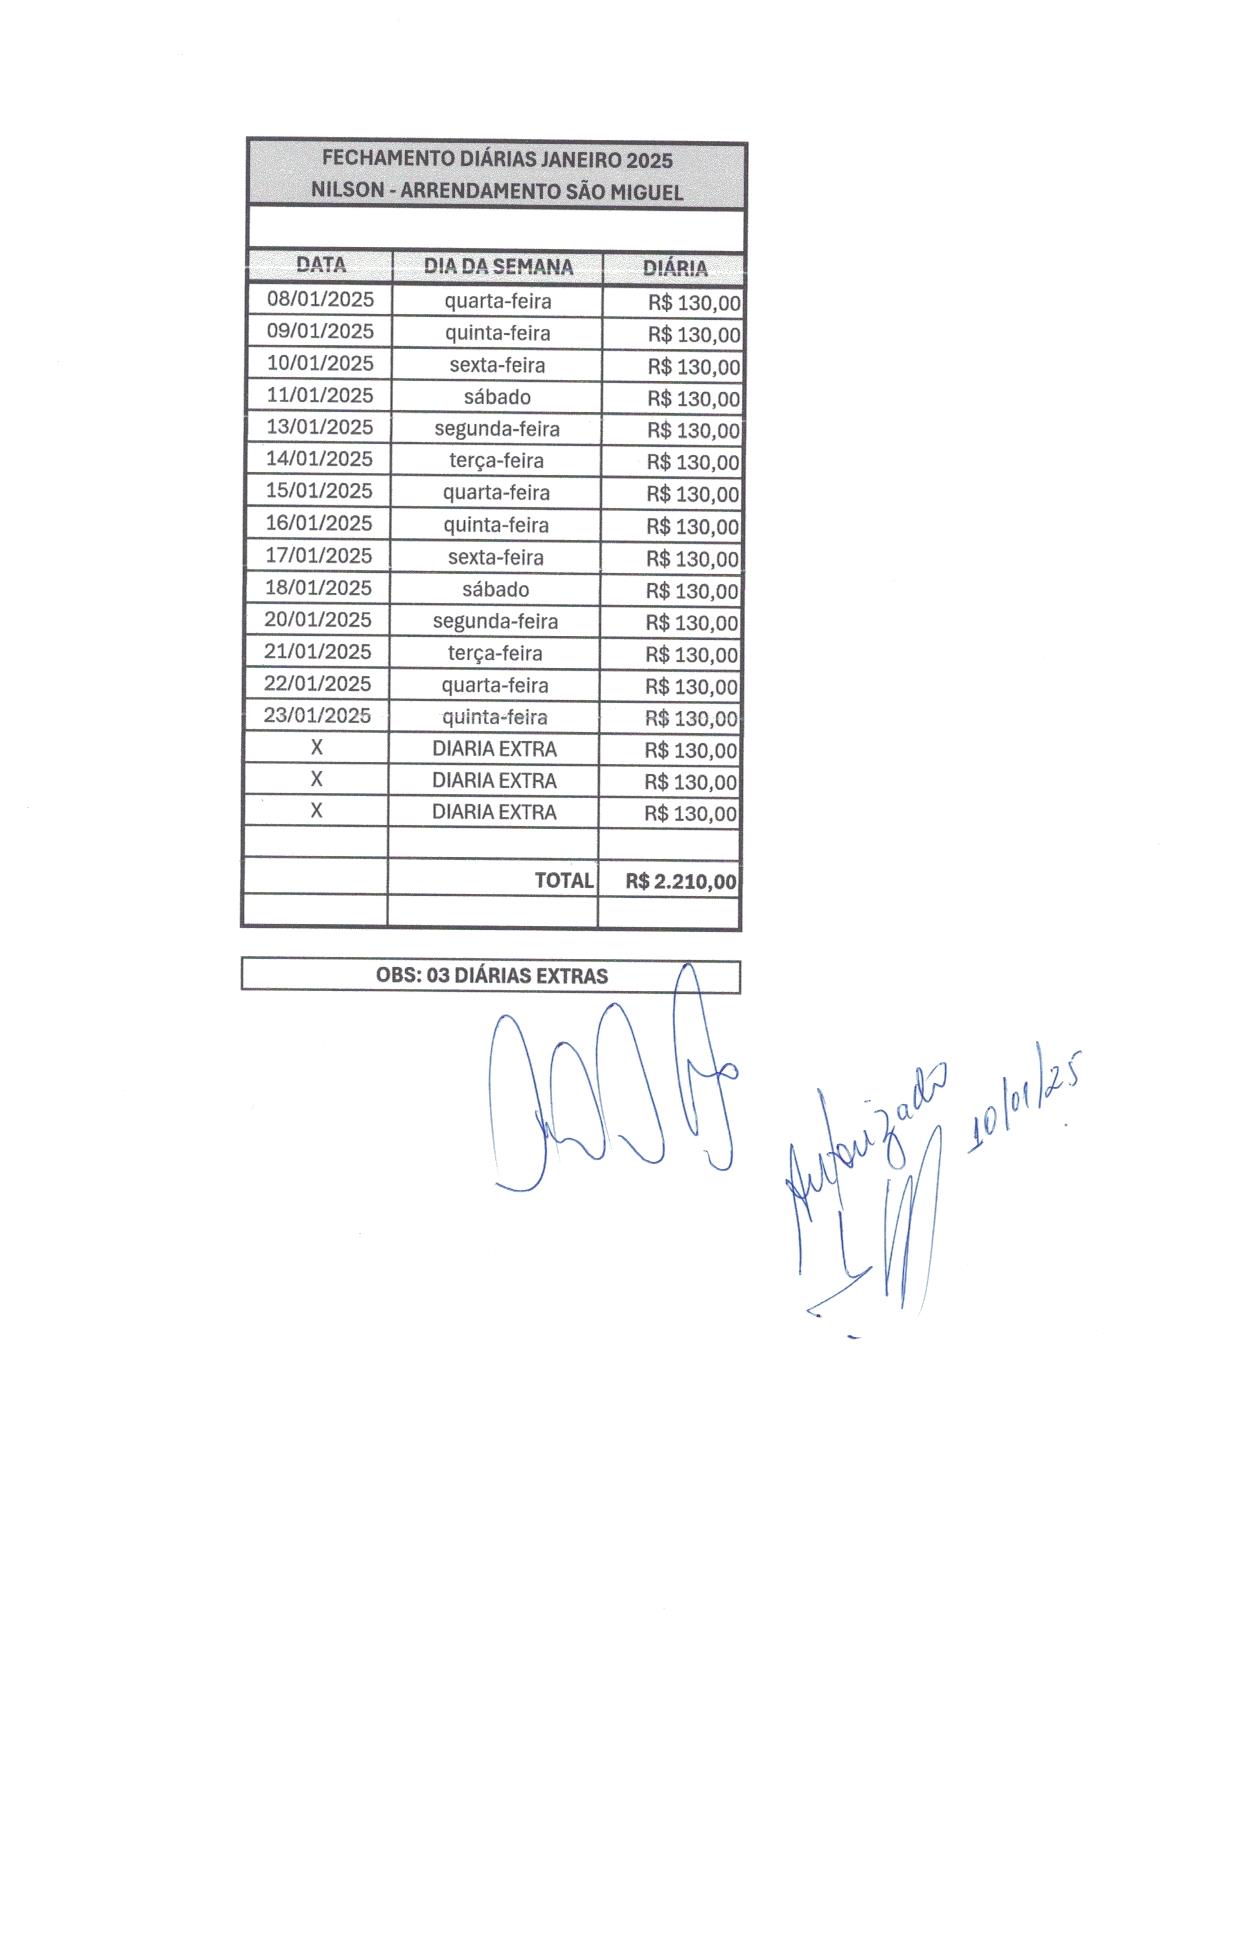 FECHAMENTO DIÁRIAS JANEIRO 2025
NILSON - ARRENDAMENTO SÃO MIGUEL
DATA DIA DA SEMANA DIÁRIA
08/01/2025 quarta-feira R$ 130,00
09/01/2025 quinta-feira R$ 130,00
10/01/2025 sexta-feira R$ 130,00
11/01/2025 sábado R$ 130,00
13/01/2025 segunda-feira R$ 130,00
14/01/2025 terça-feira R$ 130,00
15/01/2025 quarta-feira R$ 130,00
16/01/2025 quinta-feira R$ 130,00
17/01/2025 sexta-feira R$ 130,00
18/01/2025 sábado R$ 130,00
20/01/2025 segunda-feira R$ 130,00
21/01/2025 terça-feira R$ 130,00
22/01/2025 quarta-feira R$ 130,00
23/01/2025 quinta-feira R$ 130,00
X DIARIA EXTRA R$ 130,00
X DIARIA EXTRA R$ 130,00
X DIARIA EXTRA R$ 130,00
TOTAL R$ 2.210,00
OBS: 03 DIÁRIAS EXTRAS
Autorizado
10/01/25